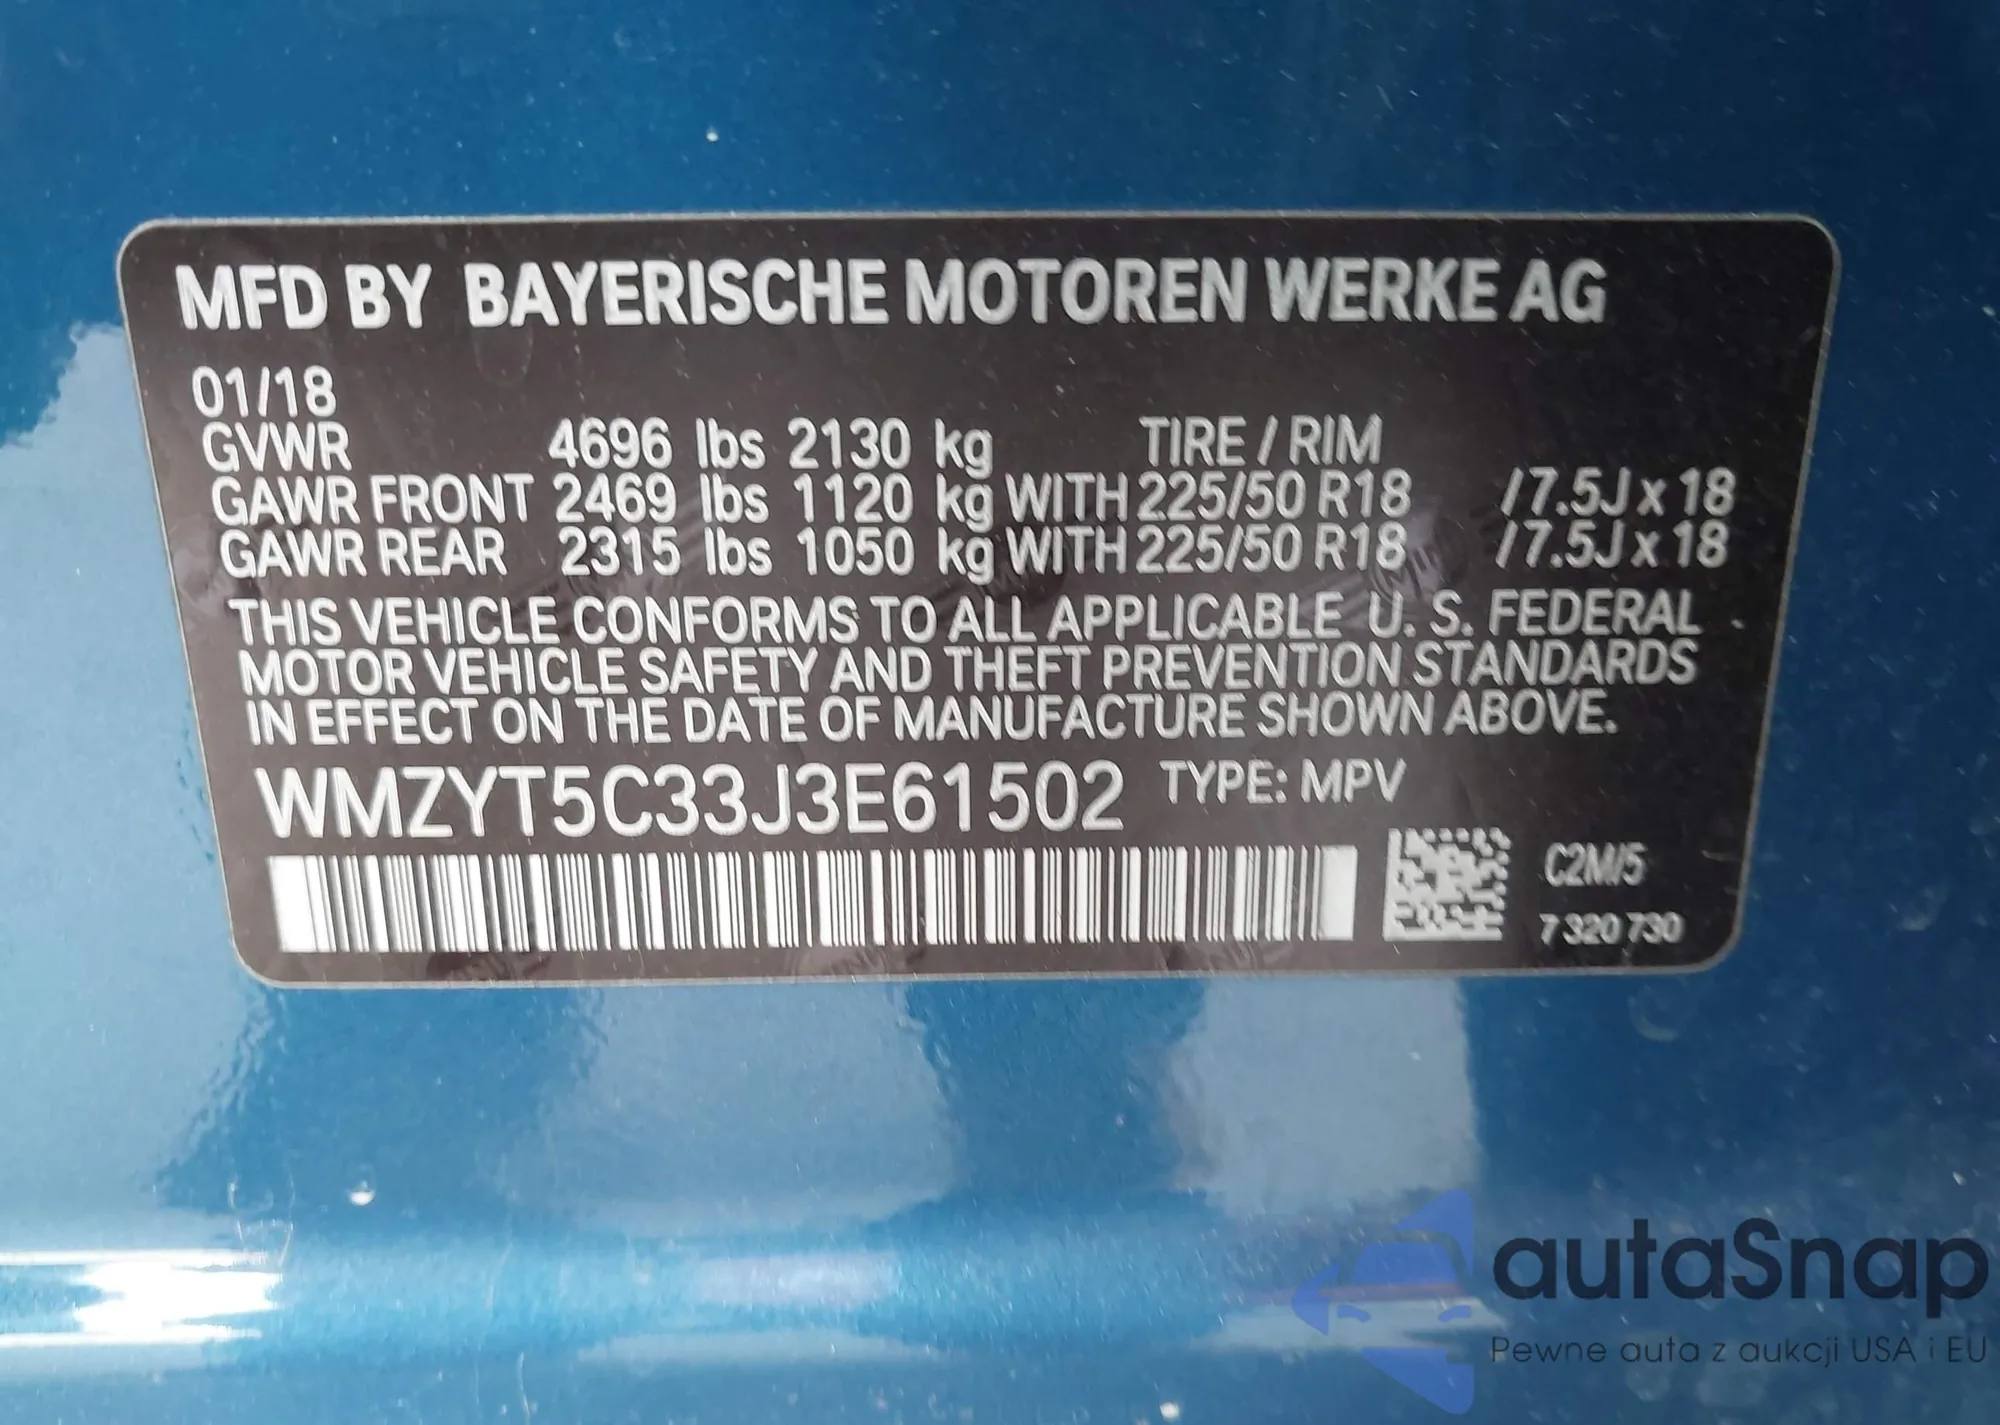 MFD BY BAYERISCHE MOTOREN WERKE AG
01/18
GVWR 4696 lbs 2130 kg TIRE / RIM
GAWR FRONT 2469 lbs 1120 kg WITH 225/50 R18 /7.5J x 18
GAWR REAR 2315 lbs 1050 kg WITH 225/50 R18 /7.5J x 18
THIS VEHICLE CONFORMS TO ALL APPLICABLE U. S. FEDERAL
MOTOR VEHICLE SAFETY AND THEFT PREVENTION STANDARDS
IN EFFECT ON THE DATE OF MANUFACTURE SHOWN ABOVE.
WMZYT5C33J3E61502 TYPE: MPV
C2M/5
7 320 730
autaSnap
Pewne auta z aukcji USA i EU